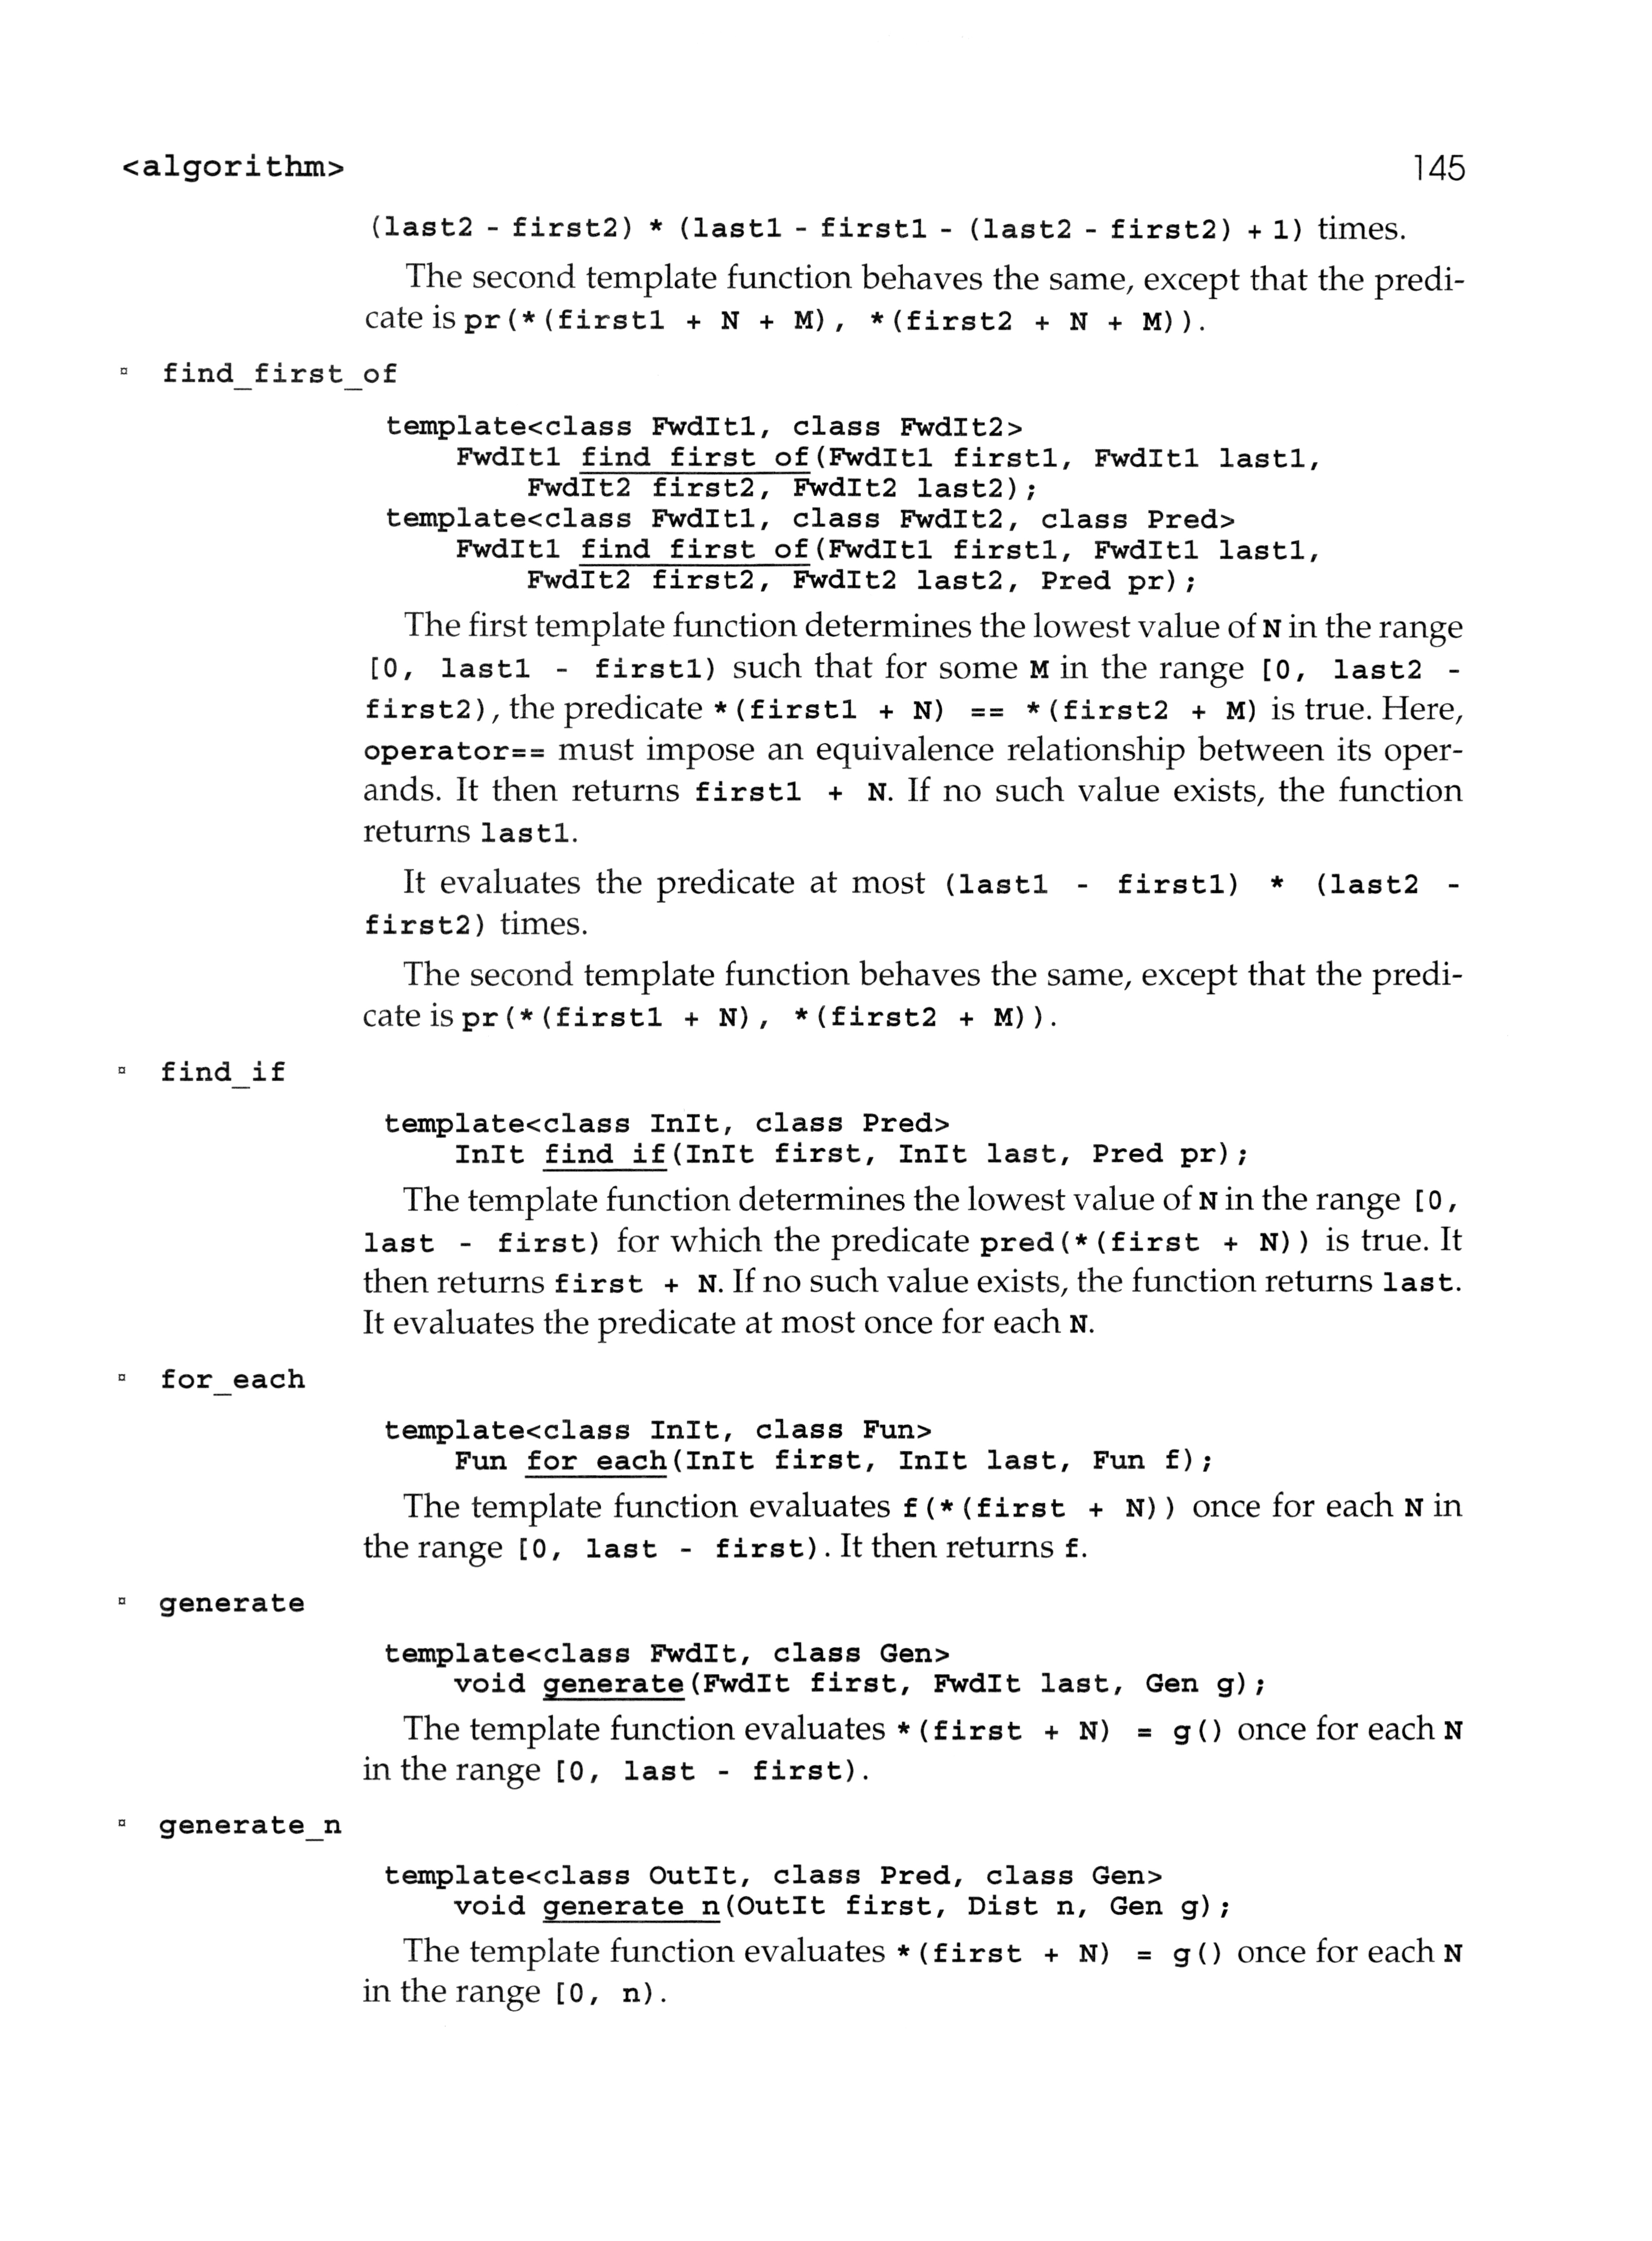 <algorithm> 145
(last2 - first2) * (last1 - first1 - (last2 - first2) + 1) times.
The second template function behaves the same, except that the predi-
cate is pr(*(first1 + N + M), *(first2 + N + M)).
▫ find_first_of
template<class FwdIt1, class FwdIt2>
FwdIt1 find_first_of(FwdIt1 first1, FwdIt1 last1,
FwdIt2 first2, FwdIt2 last2);
template<class FwdIt1, class FwdIt2, class Pred>
FwdIt1 find_first_of(FwdIt1 first1, FwdIt1 last1,
FwdIt2 first2, FwdIt2 last2, Pred pr);
The first template function determines the lowest value of N in the range
[0, last1 - first1) such that for some M in the range [0, last2 -
first2), the predicate *(first1 + N) == *(first2 + M) is true. Here,
operator== must impose an equivalence relationship between its oper-
ands. It then returns first1 + N. If no such value exists, the function
returns last1.
It evaluates the predicate at most (last1 - first1) * (last2 -
first2) times.
The second template function behaves the same, except that the predi-
cate is pr(*(first1 + N), *(first2 + M)).
▫ find_if
template<class InIt, class Pred>
InIt find_if(InIt first, InIt last, Pred pr);
The template function determines the lowest value of N in the range [0,
last - first) for which the predicate pred(*(first + N)) is true. It
then returns first + N. If no such value exists, the function returns last.
It evaluates the predicate at most once for each N.
▫ for_each
template<class InIt, class Fun>
Fun for_each(InIt first, InIt last, Fun f);
The template function evaluates f(*(first + N)) once for each N in
the range [0, last - first). It then returns f.
▫ generate
template<class FwdIt, class Gen>
void generate(FwdIt first, FwdIt last, Gen g);
The template function evaluates *(first + N) = g() once for each N
in the range [0, last - first).
▫ generate_n
template<class OutIt, class Pred, class Gen>
void generate_n(OutIt first, Dist n, Gen g);
The template function evaluates *(first + N) = g() once for each N
in the range [0, n).